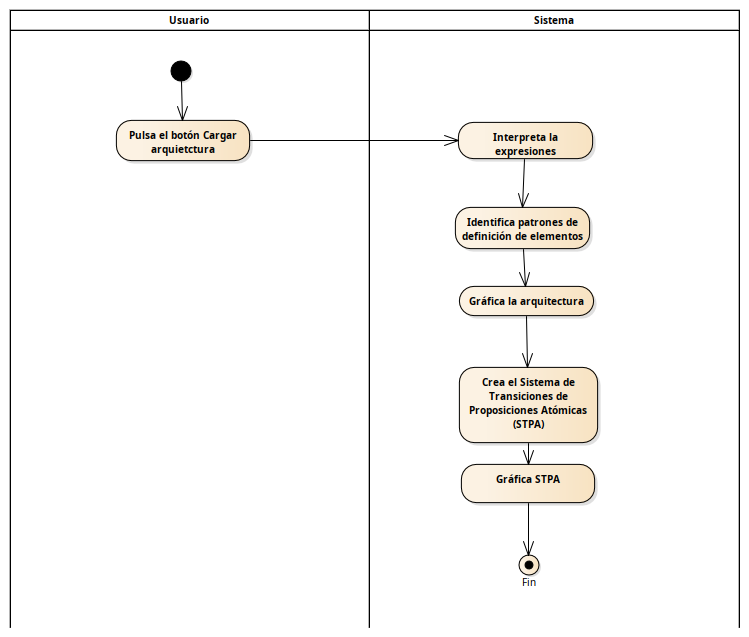 Usuario
Sistema
Pulsa el botón Cargar
arquietctura
Interpreta la
expresiones
Identifica patrones de
definición de elementos
Gráfica la arquitectura
Crea el Sistema de
Transiciones de
Proposiciones Atómicas
(STPA)
Gráfica STPA
Fin